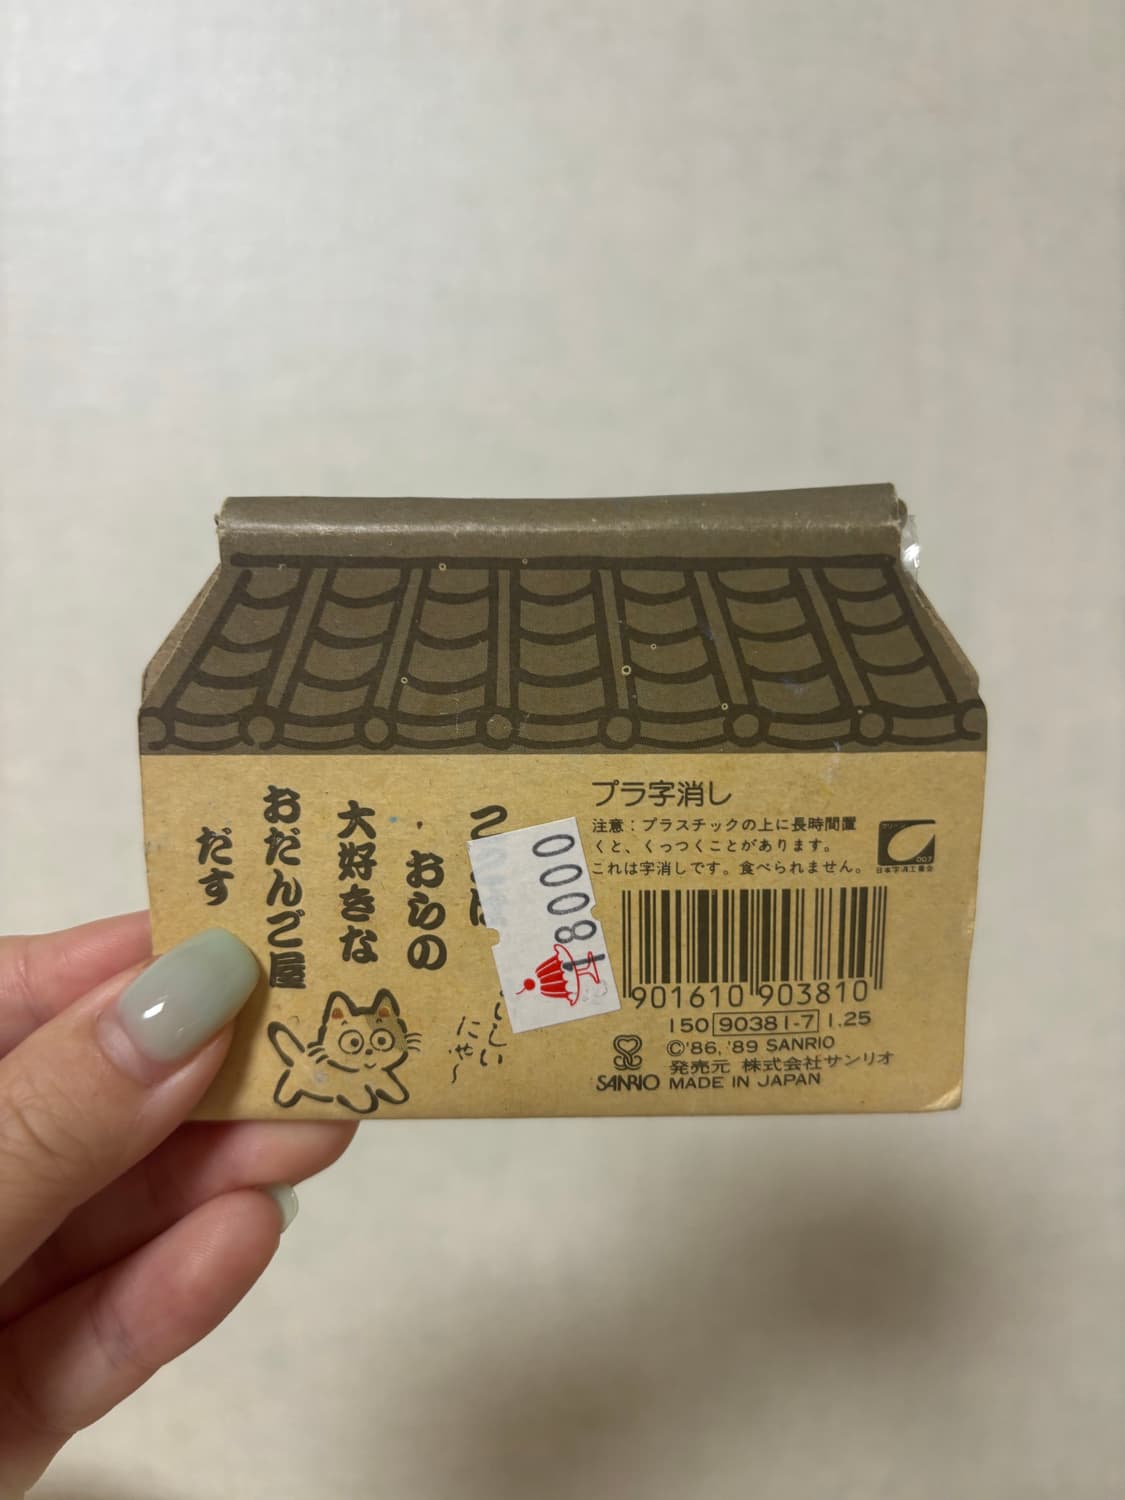 おらの
大好きな
おだんご屋
だす
にゃ～
18000
プラ字消し
注意：プラスチックの上に長時間置
くと、くっつくことがあります。
これは字消しです。食べられません。
007
日本字消工業会
901610 903810
150 9038 1-7 1.25
©'86, '89 SANRIO
発売元 株式会社サンリオ
SANRIO MADE IN JAPAN